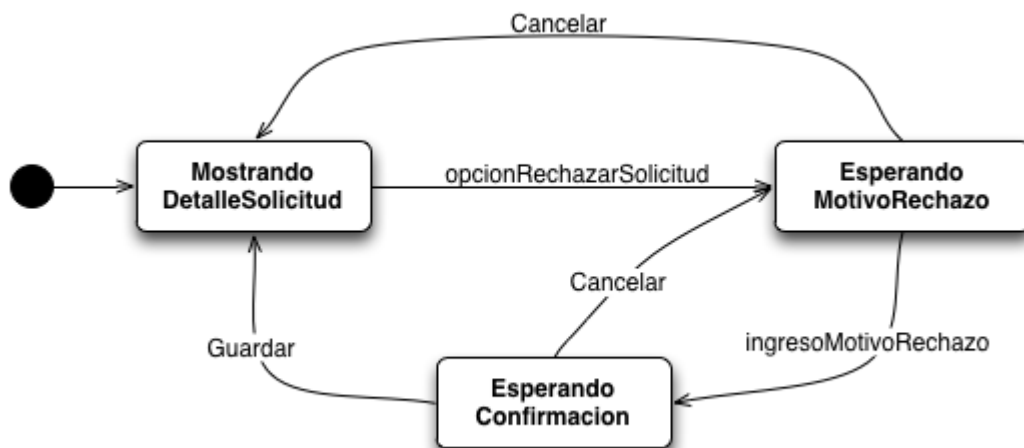 Cancelar
Mostrando
DetalleSolicitud
opcionRechazarSolicitud
Esperando
MotivoRechazo
Cancelar
Guardar
ingresoMotivoRechazo
Esperando
Confirmacion